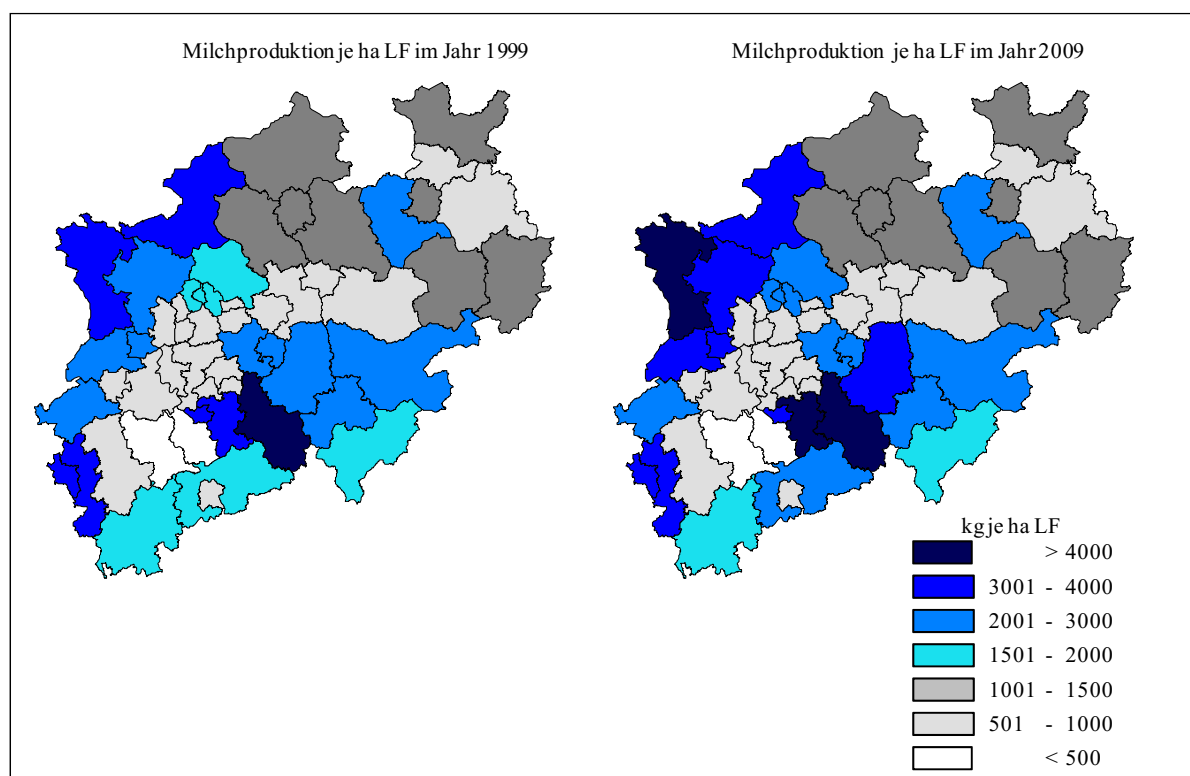 Milchproduktion je ha LF im Jahr 1999
Milchproduktion je ha LF im Jahr 2009
kg je ha LF
> 4000
3001 - 4000
2001 - 3000
1501 - 2000
1001 - 1500
501 - 1000
< 500